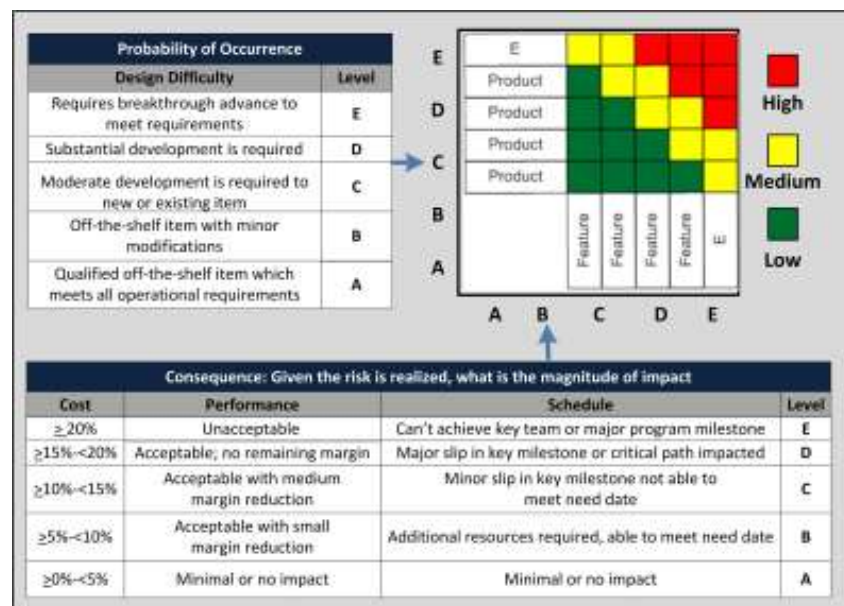 Probability of Occurrence
Design Difficulty Level
Requires breakthrough advance to
meet requirements
E
Substantial development is required D
Moderate development is required to
new or existing item
C
Off-the-shelf item with minor
modifications
B
Qualified off-the-shelf item which
meets all operational requirements
A
E
D
C
B
A
E
Product
Product
Product
Product
Feature
Feature
Feature
Feature
E
A B C D E
High
Medium
Low
Consequence: Given the risk is realized, what is the magnitude of impact
Cost Performance Schedule Level
≥ 20% Unacceptable Can't achieve key team or major program milestone E
≥15%-<20% Acceptable; no remaining margin Major slip in key milestone or critical path impacted D
≥10%-<15% Acceptable with medium
margin reduction
Minor slip in key milestone not able to
meet need date
C
≥5%-<10% Acceptable with small
margin reduction
Additional resources required, able to meet need date B
≥0%-<5% Minimal or no impact Minimal or no impact A